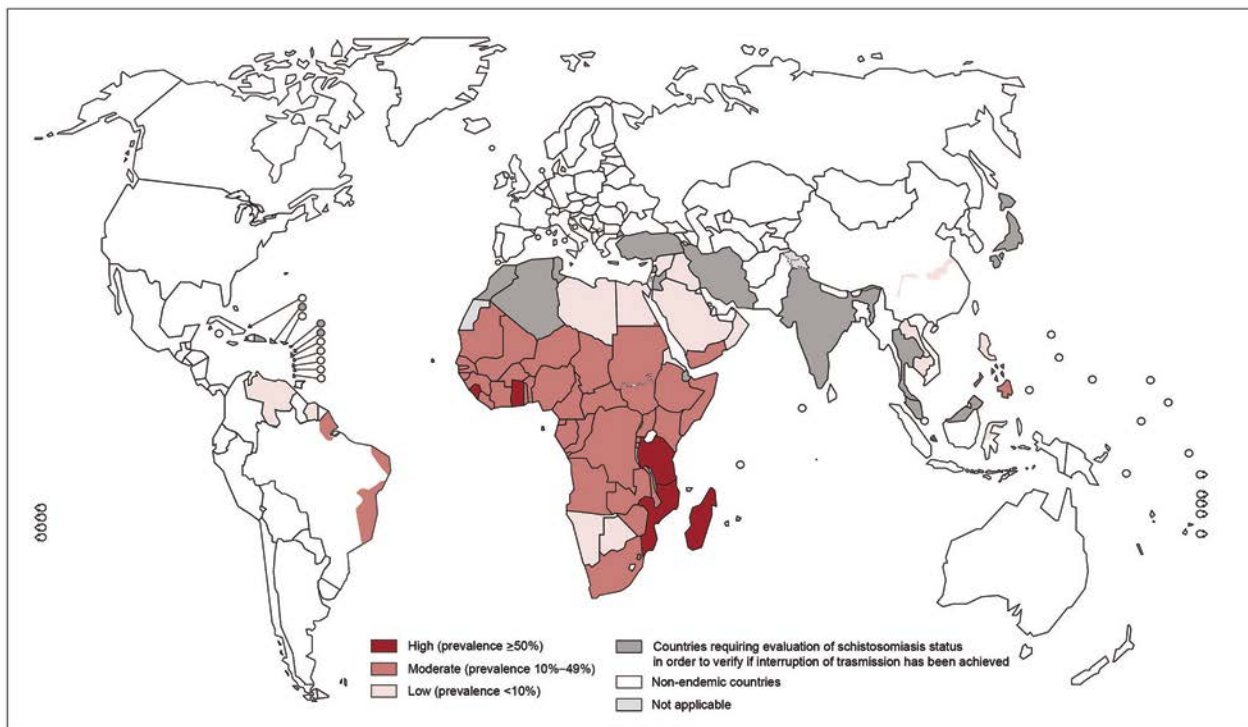 High (prevalence ≥50%)
Moderate (prevalence 10%–49%)
Low (prevalence <10%)
Countries requiring evaluation of schistosomiasis status
in order to verify if interruption of trasmission has been achieved
Non-endemic countries
Not applicable